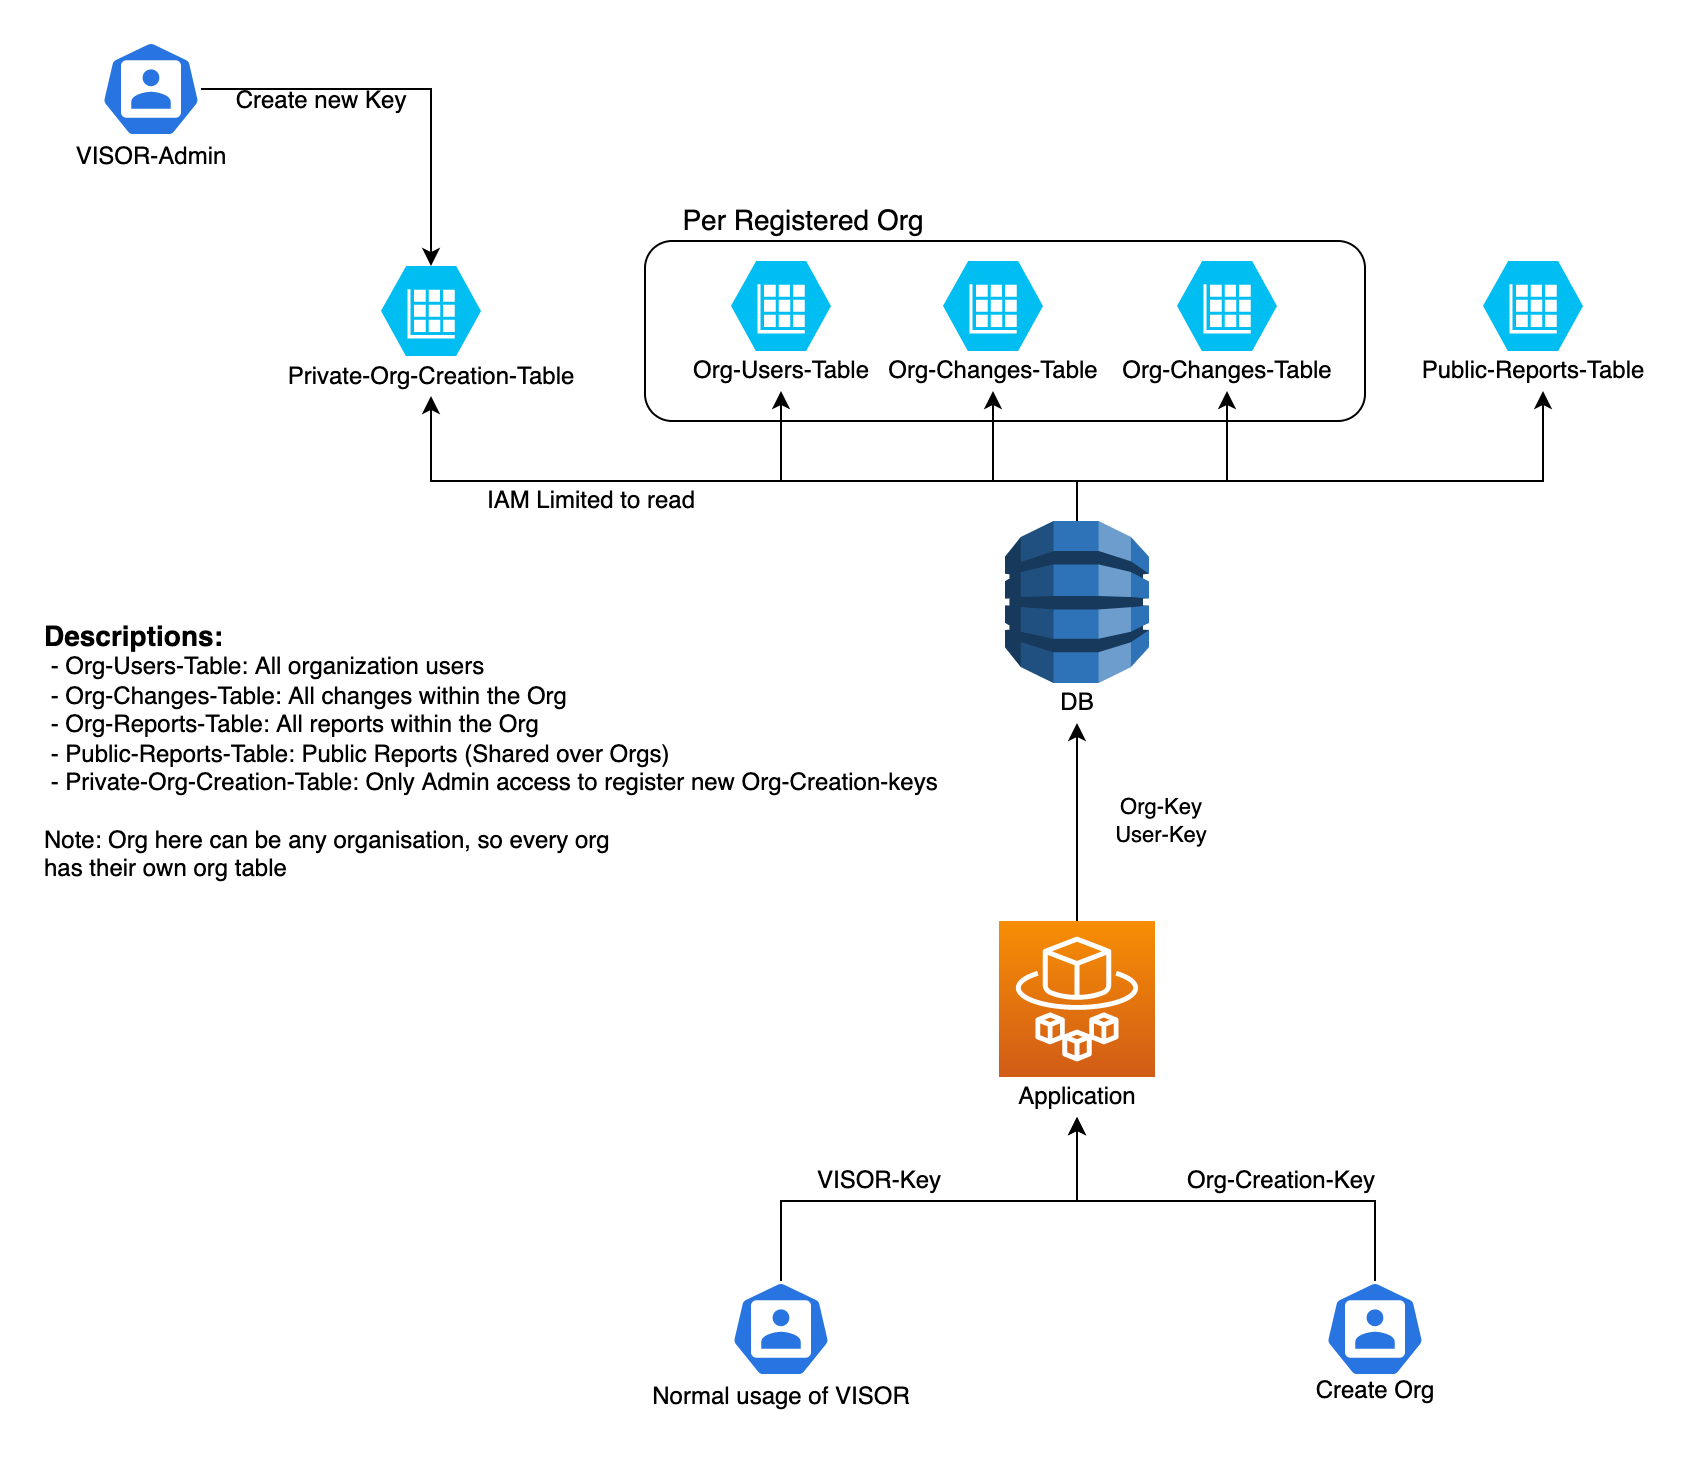 Create new Key
VISOR-Admin
Per Registered Org
Org-Users-Table
Org-Changes-Table
Org-Changes-Table
Public-Reports-Table
Private-Org-Creation-Table
IAM Limited to read
Descriptions:
- Org-Users-Table: All organization users
- Org-Changes-Table: All changes within the Org
- Org-Reports-Table: All reports within the Org
- Public-Reports-Table: Public Reports (Shared over Orgs)
- Private-Org-Creation-Table: Only Admin access to register new Org-Creation-keys
Note: Org here can be any organisation, so every org
has their own org table
DB
Org-Key
User-Key
Application
VISOR-Key
Org-Creation-Key
Normal usage of VISOR
Create Org